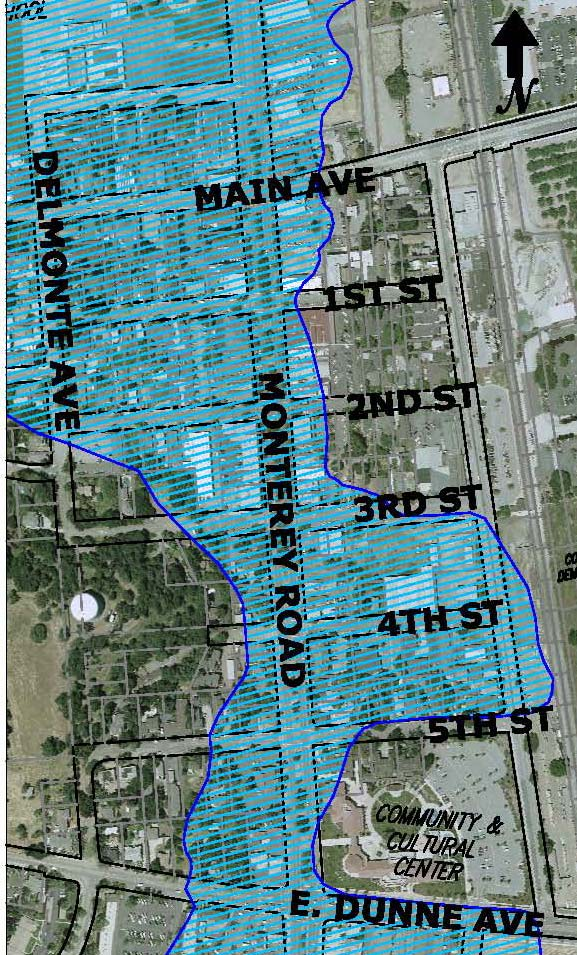 N
MAIN AVE
DELMONTE AVE
1ST ST
2ND ST
MONTEREY ROAD
3RD ST
4TH ST
5TH ST
COMMUNITY &
CULTURAL
CENTER
E. DUNNE AVE